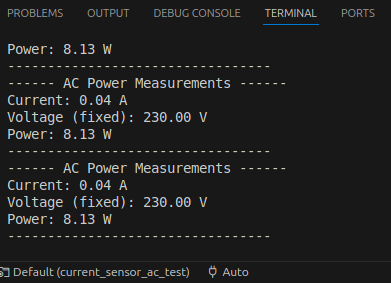 PROBLEMS OUTPUT DEBUG CONSOLE TERMINAL PORTS
Power: 8.13 W
--------------------------------
------ AC Power Measurements ------
Current: 0.04 A
Voltage (fixed): 230.00 V
Power: 8.13 W
--------------------------------
------ AC Power Measurements ------
Current: 0.04 A
Voltage (fixed): 230.00 V
Power: 8.13 W
--------------------------------
Default (current_sensor_ac_test) Auto